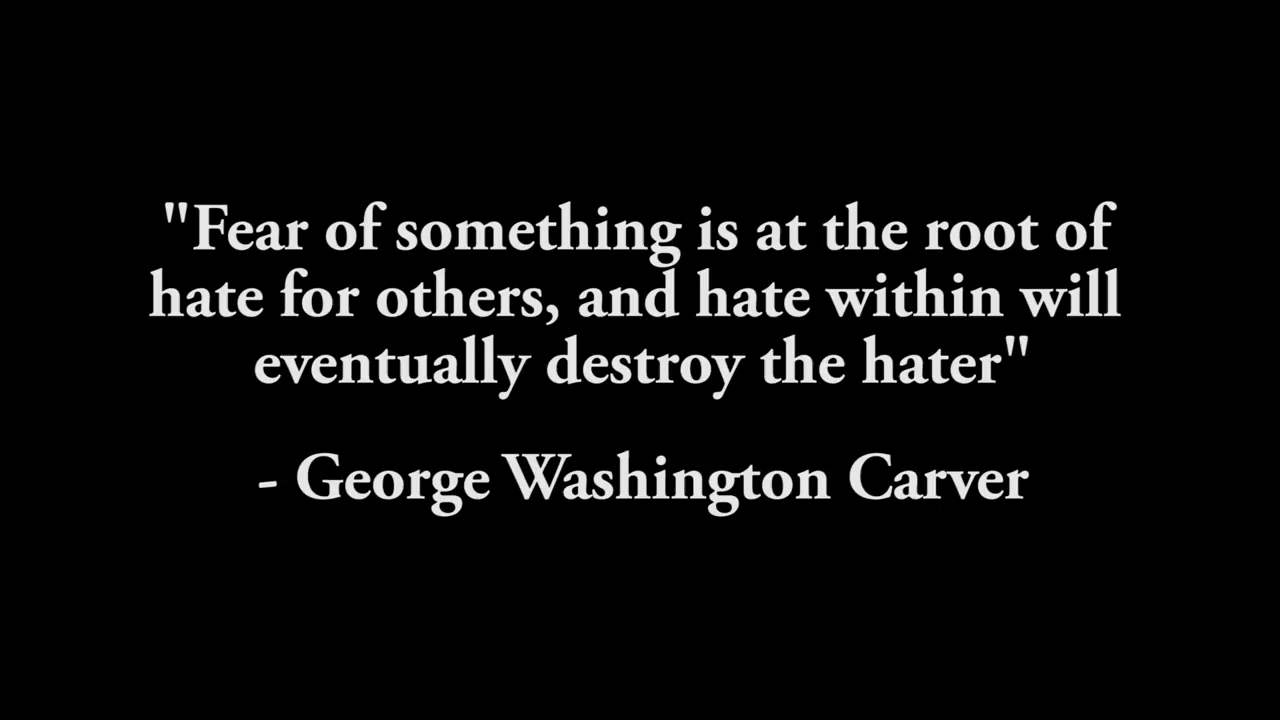 "Fear of something is at the root of
hate for others, and hate within will
eventually destroy the hater"
- George Washington Carver